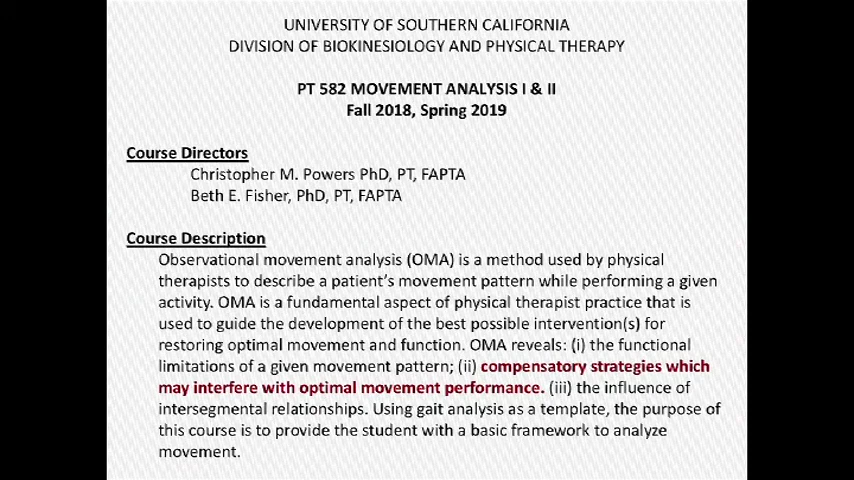 UNIVERSITY OF SOUTHERN CALIFORNIA
DIVISION OF BIOKINESIOLOGY AND PHYSICAL THERAPY
PT 582 MOVEMENT ANALYSIS I & II
Fall 2018, Spring 2019
Course Directors
Christopher M. Powers PhD, PT, FAPTA
Beth E. Fisher, PhD, PT, FAPTA
Course Description
Observational movement analysis (OMA) is a method used by physical
therapists to describe a patient's movement pattern while performing a given
activity. OMA is a fundamental aspect of physical therapist practice that is
used to guide the development of the best possible intervention(s) for
restoring optimal movement and function. OMA reveals: (i) the functional
limitations of a given movement pattern; (ii) compensatory strategies which
may interfere with optimal movement performance. (iii) the influence of
intersegmental relationships. Using gait analysis as a template, the purpose of
this course is to provide the student with a basic framework to analyze
movement.